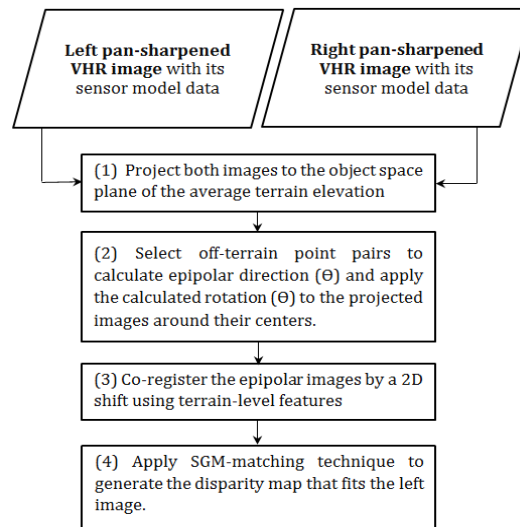 Left pan-sharpened
VHR image with its
sensor model data
Right pan-sharpened
VHR image with its
sensor model data
(1) Project both images to the object space
plane of the average terrain elevation
(2) Select off-terrain point pairs to
calculate epipolar direction (Ɵ) and apply
the calculated rotation (Ɵ) to the projected
images around their centers.
(3) Co-register the epipolar images by a 2D
shift using terrain-level features
(4) Apply SGM-matching technique to
generate the disparity map that fits the left
image.